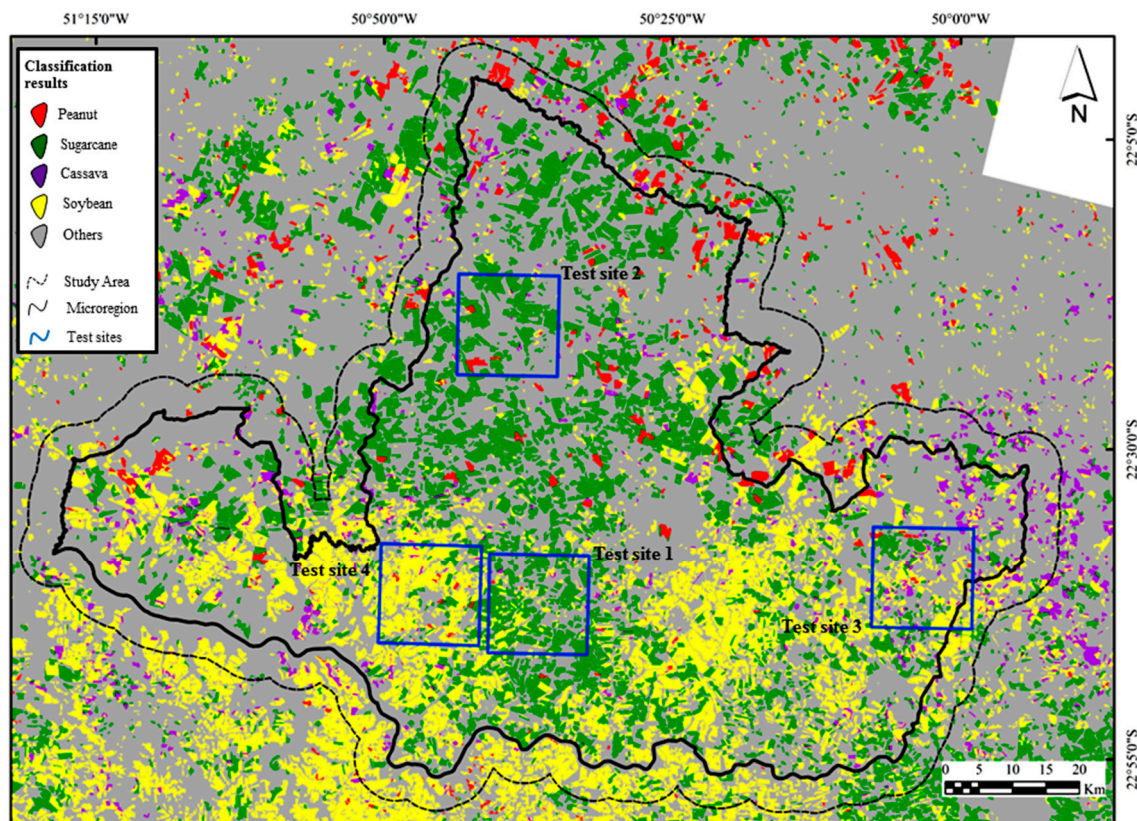 51°15'0"W 50°50'0"W 50°25'0"W 50°0'0"W
Classification
results
Peanut
Sugarcane
Cassava
Soybean
Others
Study Area
Microregion
Test sites
N
22°5'0"S
Test site 2
22°30'0"S
Test site 1
Test site 4
Test site 3
22°55'0"S
0 5 10 15 20
Km